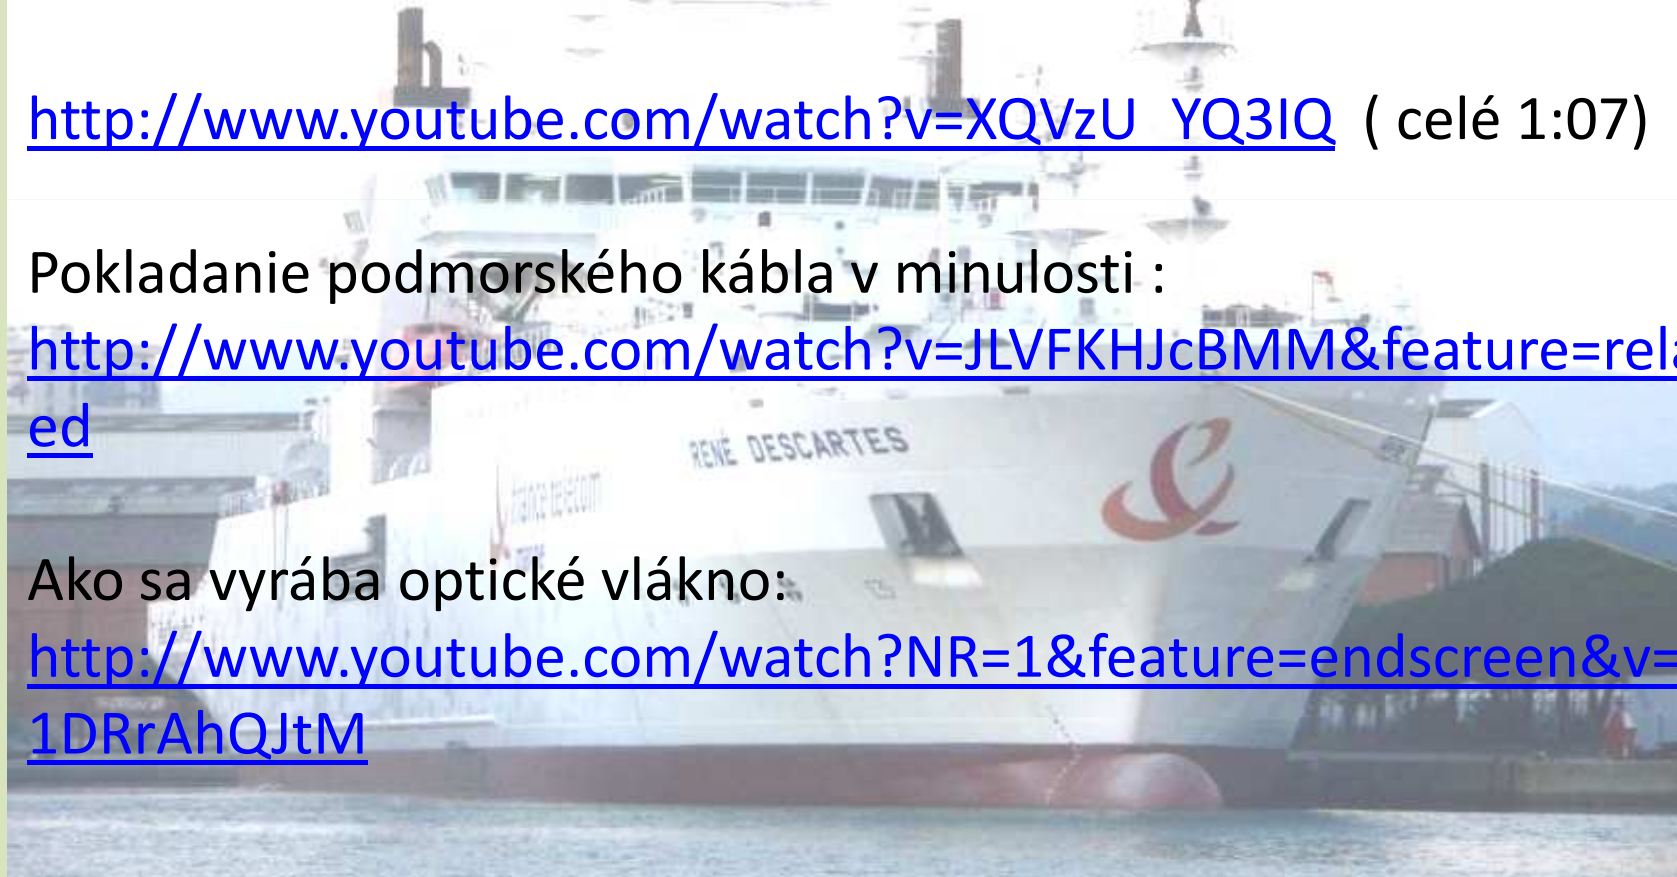 http://www.youtube.com/watch?v=XQVzU_YQ3IQ ( celé 1:07)
Pokladanie podmorského kábla v minulosti :
http://www.youtube.com/watch?v=JLVFKHJcBMM&feature=rela
ed
RENÉ DESCARTES
france telecom
Ako sa vyrába optické vlákno:
http://www.youtube.com/watch?NR=1&feature=endscreen&v=
1DRrAhQJtM